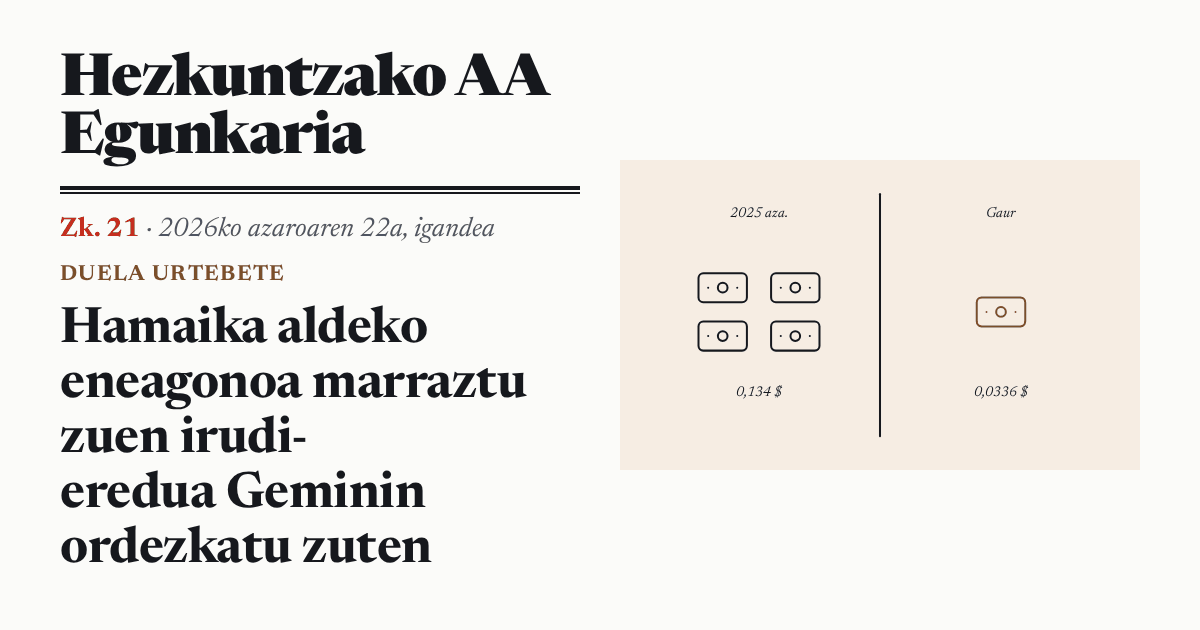 Hezkuntzako AA
Egunkaria
Zk. 21 · 2026ko azaroaren 22a, igandea
DUELA URTEBETE
Hamaika aldeko
eneagonoa marraztu
zuen irudi-
eredua Geminin
ordezkatu zuten
2025 aza.
Gaur
0,134 $
0,0336 $